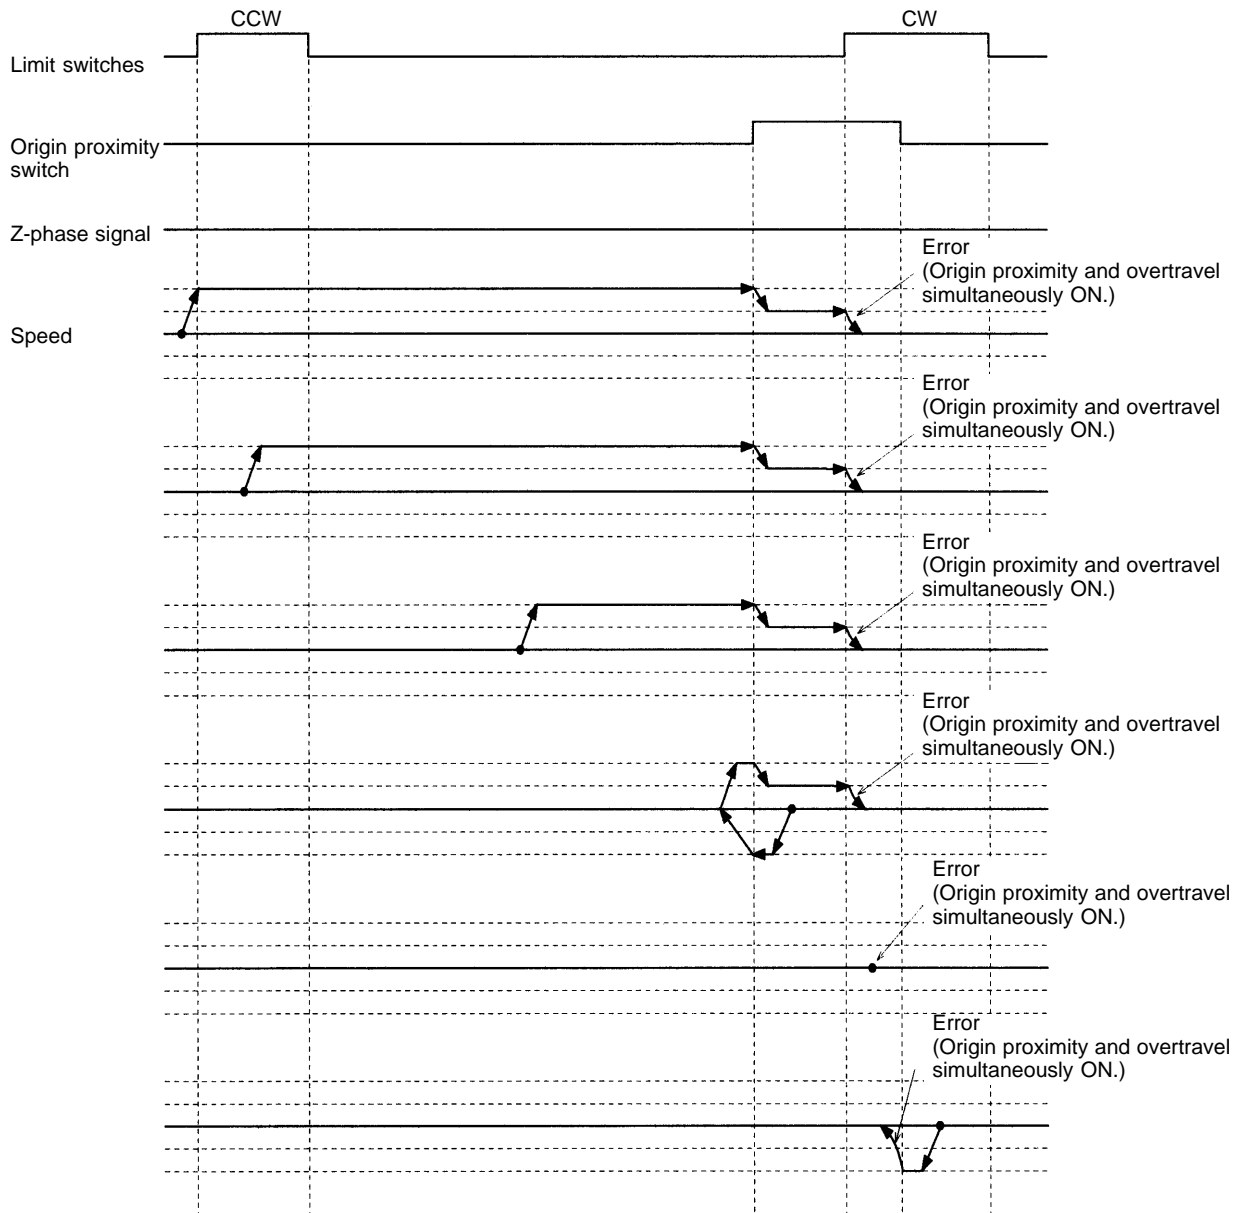 CCW
CW
Limit switches
Origin proximity
switch
Z-phase signal
Error
(Origin proximity and overtravel
simultaneously ON.)
Speed
Error
(Origin proximity and overtravel
simultaneously ON.)
Error
(Origin proximity and overtravel
simultaneously ON.)
Error
(Origin proximity and overtravel
simultaneously ON.)
Error
(Origin proximity and overtravel
simultaneously ON.)
Error
(Origin proximity and overtravel
simultaneously ON.)